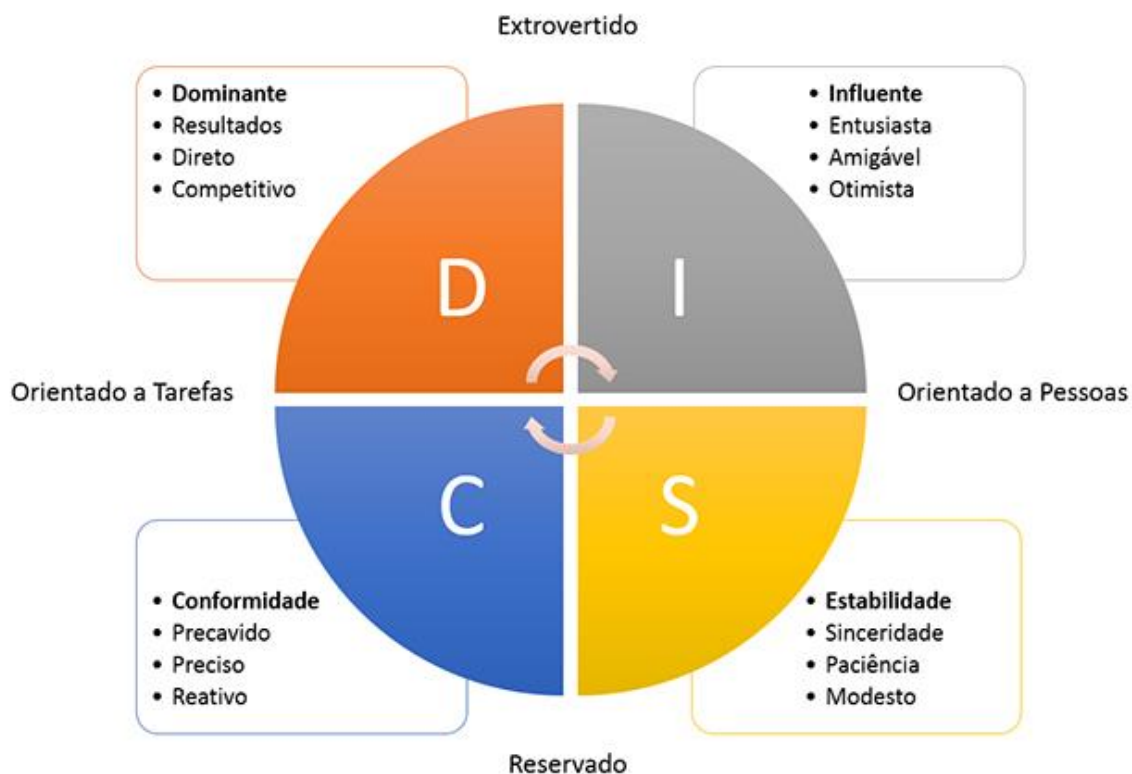 Extrovertido
• Dominante
• Resultados
• Direto
• Competitivo
• Influente
• Entusiasta
• Amigável
• Otimista
D
I
Orientado a Tarefas
Orientado a Pessoas
C
S
• Conformidade
• Precavido
• Preciso
• Reativo
• Estabilidade
• Sinceridade
• Paciência
• Modesto
Reservado